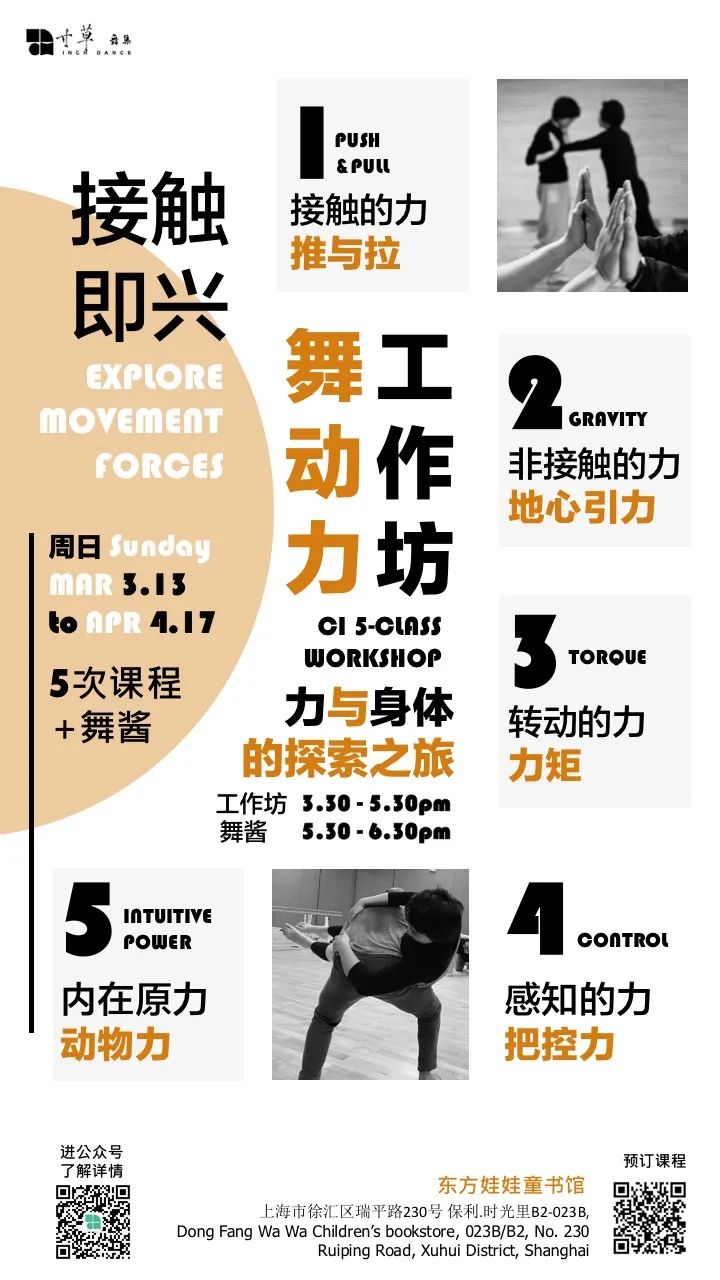 寸草 舞集
INCH DANCE
接触
即兴
EXPLORE
MOVEMENT
FORCES
周日 Sunday
MAR 3.13
to APR 4.17
5次课程
+舞酱
1 PUSH
& PULL
接触的力
推与拉
舞动力
工作坊
CI 5-CLASS
WORKSHOP
力与身体
的探索之旅
工作坊 3.30 - 5.30pm
舞酱 5.30 - 6.30pm
2 GRAVITY
非接触的力
地心引力
3 TORQUE
转动的力
力矩
4 CONTROL
感知的力
把控力
5 INTUITIVE
POWER
内在原力
动物力
进公众号
了解详情
预订课程
东方娃娃童书馆
上海市徐汇区瑞平路230号 保利.时光里B2-023B,
Dong Fang Wa Wa Children's bookstore, 023B/B2, No. 230
Ruiping Road, Xuhui District, Shanghai